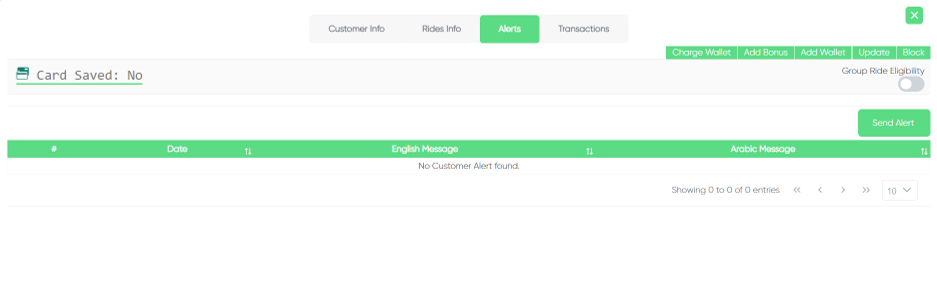 Customer Info Rides Info Alerts Transactions
Charge Wallet Add Bonus Add Wallet Update Block
Card Saved: No
Group Ride Eligibility
Send Alert
# Date English Message Arabic Message
No Customer Alert found.
Showing 0 to 0 of 0 entries 10